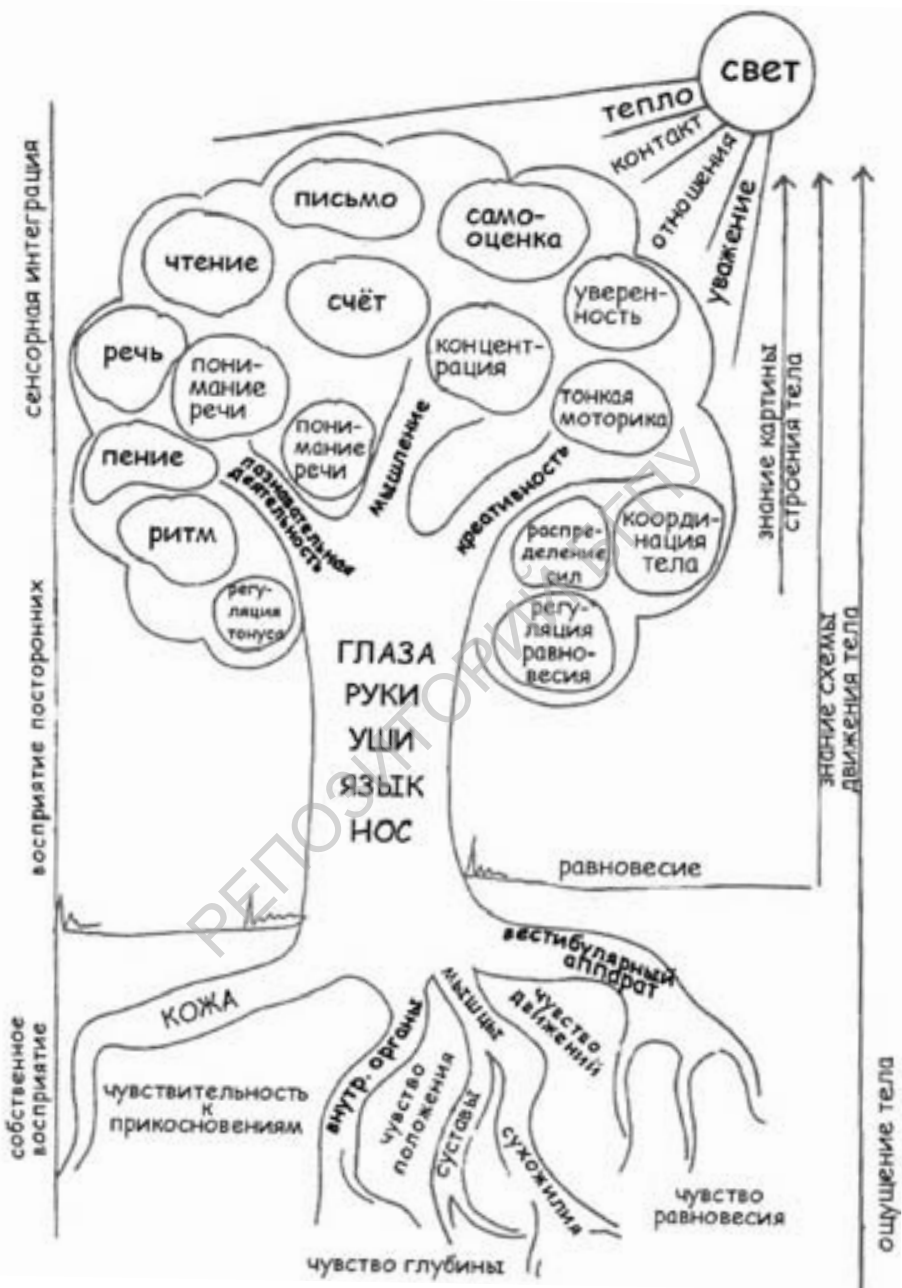 свет
тепло
контакт
отношения
уважение
письмо
само-
оценка
чтение
счёт
уверен-
ность
речь
пони-
мание
речи
концент-
рация
пони-
мание
речи
тонкая
моторика
пение
мышление
познавательная
деятельность
креативность
ритм
распре-
деление
сил
коорди-
нация
тела
регу-
ляция
тонуса
регу-
ляция
равно-
весия
ГЛАЗА
РУКИ
УШИ
ЯЗЫК
НОС
равновесие
вестибулярный
аппарат
КОЖА
внутр. органы
мышцы
чувство
движений
чувствительность
к
прикосновениям
чувство
положения
суставы
сухожилия
чувство
равновесия
чувство глубины
сенсорная интеграция
восприятие посторонних
собственное
восприятие
знание картины
строения тела
знание схемы
движения тела
ощущение тела
РЕПОЗИТОРИЙ БГПУ